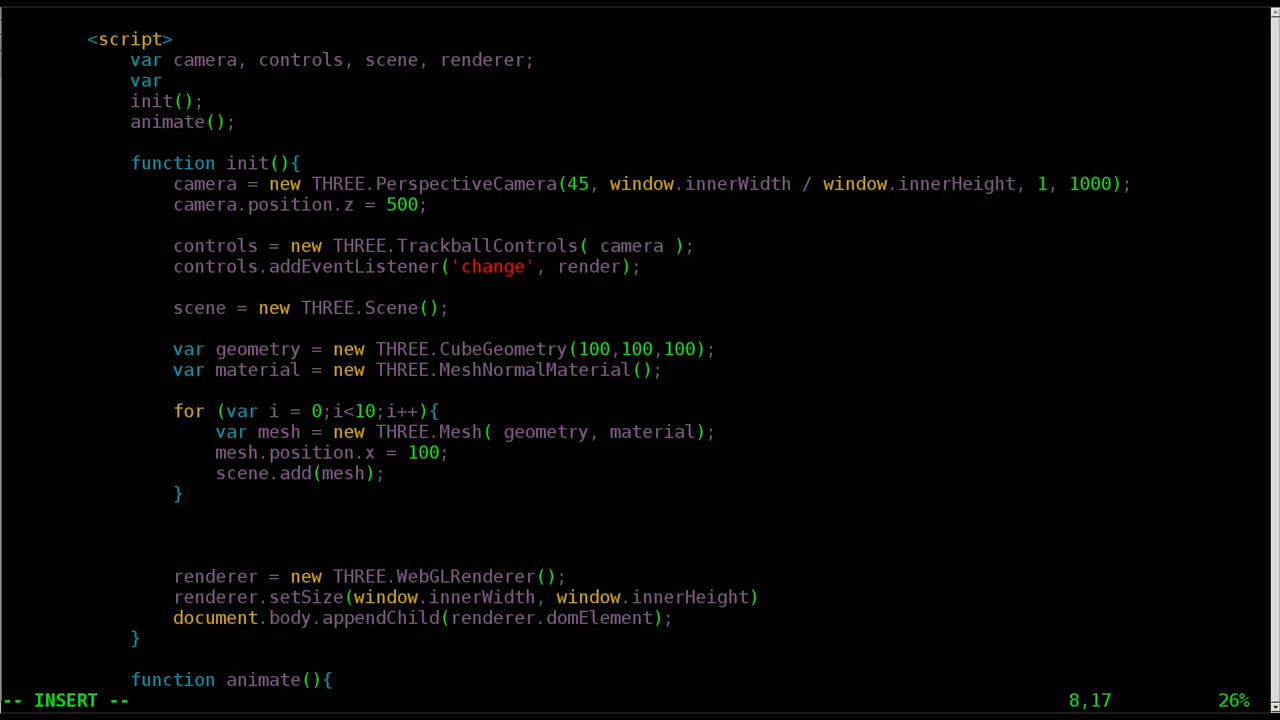 <script>
var camera, controls, scene, renderer;
var
init();
animate();
function init(){
camera = new THREE.PerspectiveCamera(45, window.innerWidth / window.innerHeight, 1, 1000);
camera.position.z = 500;
controls = new THREE.TrackballControls( camera );
controls.addEventListener('change', render);
scene = new THREE.Scene();
var geometry = new THREE.CubeGeometry(100,100,100);
var material = new THREE.MeshNormalMaterial();
for (var i = 0;i<10;i++){
var mesh = new THREE.Mesh( geometry, material);
mesh.position.x = 100;
scene.add(mesh);
}
renderer = new THREE.WebGLRenderer();
renderer.setSize(window.innerWidth, window.innerHeight)
document.body.appendChild(renderer.domElement);
}
function animate(){
-- INSERT -- 8,17 26%